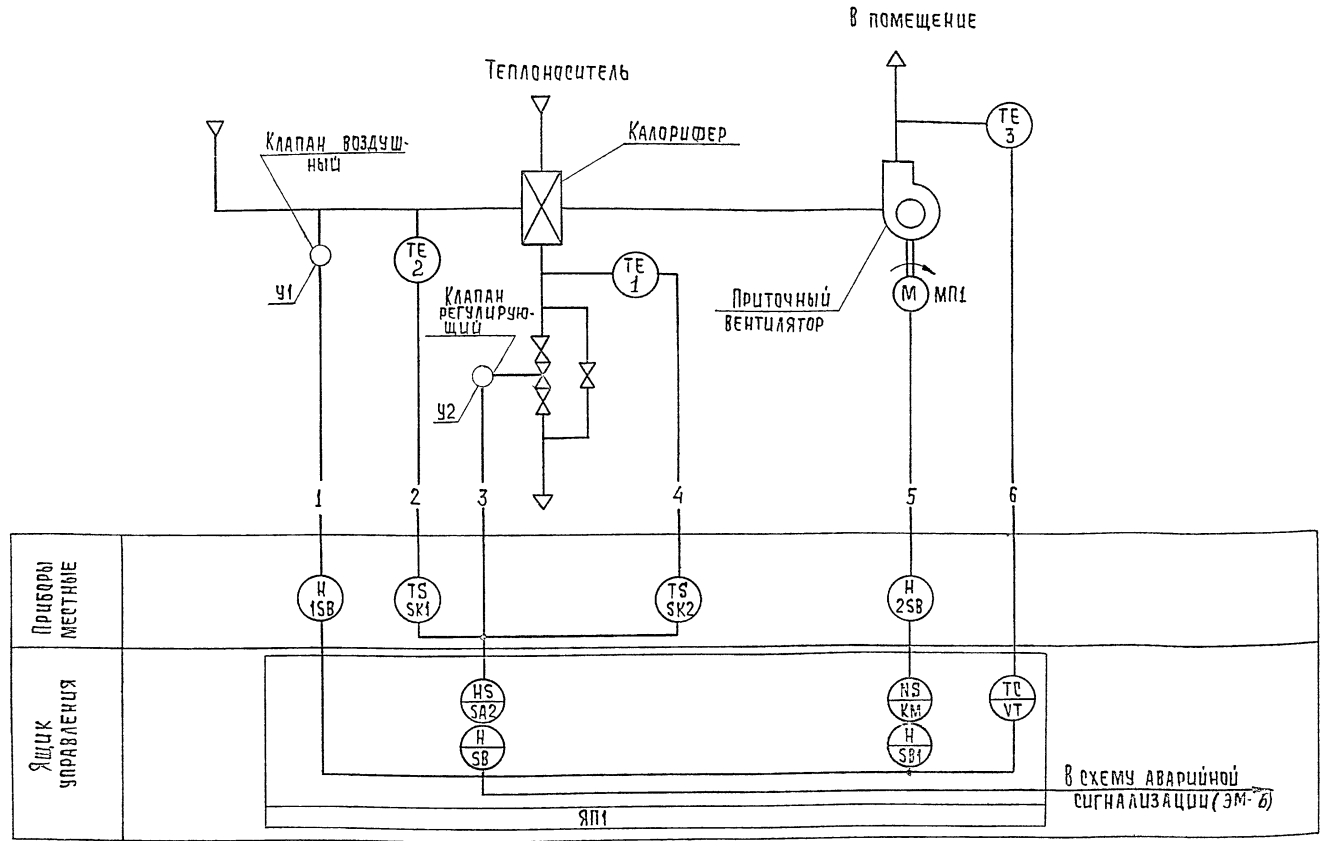 В ПОМЕЩЕНИЕ
ТЕПЛОНОСИТЕЛЬ
КЛАПАН ВОЗДУШ-
НЫЙ
КАЛОРИФЕР
TE
3
TE
2
TE
1
У1
КЛАПАН
РЕГУЛИРУЮ-
ЩИЙ
У2
ПРИТОЧНЫЙ
ВЕНТИЛЯТОР
М
МП1
1
2
3
4
5
6
ПРИБОРЫ
МЕСТНЫЕ
H
1SB
TS
SK1
TS
SK2
H
2SB
ЯЩИК
УПРАВЛЕНИЯ
HS
SA2
H
SB
NS
KM
H
SB1
TC
VT
В СХЕМУ АВАРИЙНОЙ
СИГНАЛИЗАЦИИ (ЭМ-6)
ЯП1